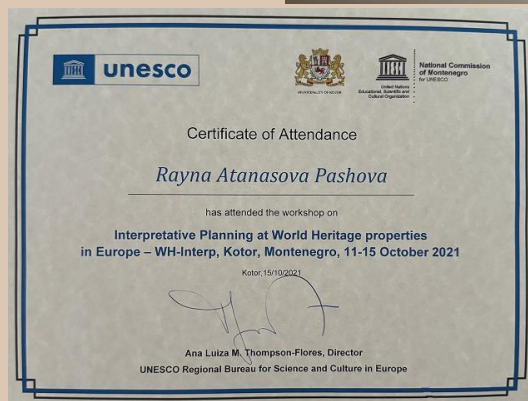 unesco
MUNICIPALITY OF KOTOR
United Nations
Educational, Scientific and
Cultural Organization
National Commission
of Montenegro
for UNESCO
Certificate of Attendance
Rayna Atanasova Pashova
has attended the workshop on
Interpretative Planning at World Heritage properties
in Europe – WH-Interp, Kotor, Montenegro, 11-15 October 2021
Kotor,15/10/2021
Ana Luiza M. Thompson-Flores, Director
UNESCO Regional Bureau for Science and Culture in Europe